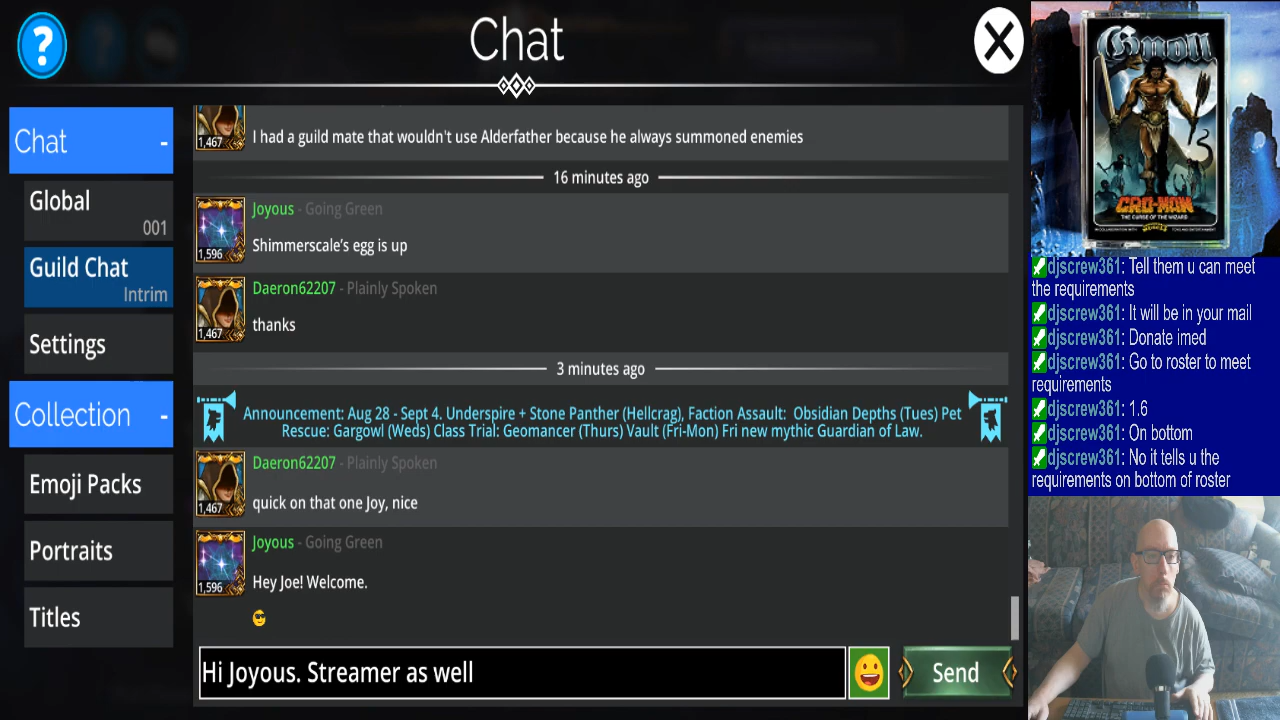 ?
Chat
X
Chat -
Global
001
Guild Chat
Intrim
Settings
Collection -
Emoji Packs
Portraits
Titles
1,467
I had a guild mate that wouldn't use Alderfather because he always summoned enemies
16 minutes ago
Joyous - Going Green
1,596
Shimmerscale's egg is up
Daeron62207 - Plainly Spoken
1,467
thanks
3 minutes ago
Announcement: Aug 28 - Sept 4. Underspire + Stone Panther (Hellcrag), Faction Assault: Obsidian Depths (Tues) Pet
Rescue: Gargowl (Weds) Class Trial: Geomancer (Thurs) Vault (Fri-Mon) Fri new mythic Guardian of Law.
Daeron62207 - Plainly Spoken
1,467
quick on that one Joy, nice
Joyous - Going Green
1,596
Hey Joe! Welcome.
Hi Joyous. Streamer as well
Send
Gnoll
CRO-MAN
THE CURSE OF THE WIZARD
djscrew361: Tell them u can meet
the requirements
djscrew361: It will be in your mail
djscrew361: Donate imed
djscrew361: Go to roster to meet
requirements
djscrew361: 1.6
djscrew361: On bottom
djscrew361: No it tells u the
requirements on bottom of roster